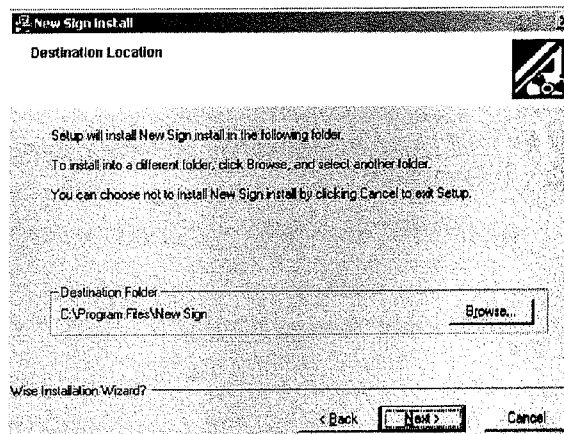 New Sign install
Destination Location
Setup will install New Sign install in the following folder.
To install into a different folder, click Browse, and select another folder.
You can choose not to install New Sign install by clicking Cancel to exit Setup.
Destination Folder
C:\Program Files\New Sign
Browse...
Wise Installation Wizard?
< Back
Next >
Cancel